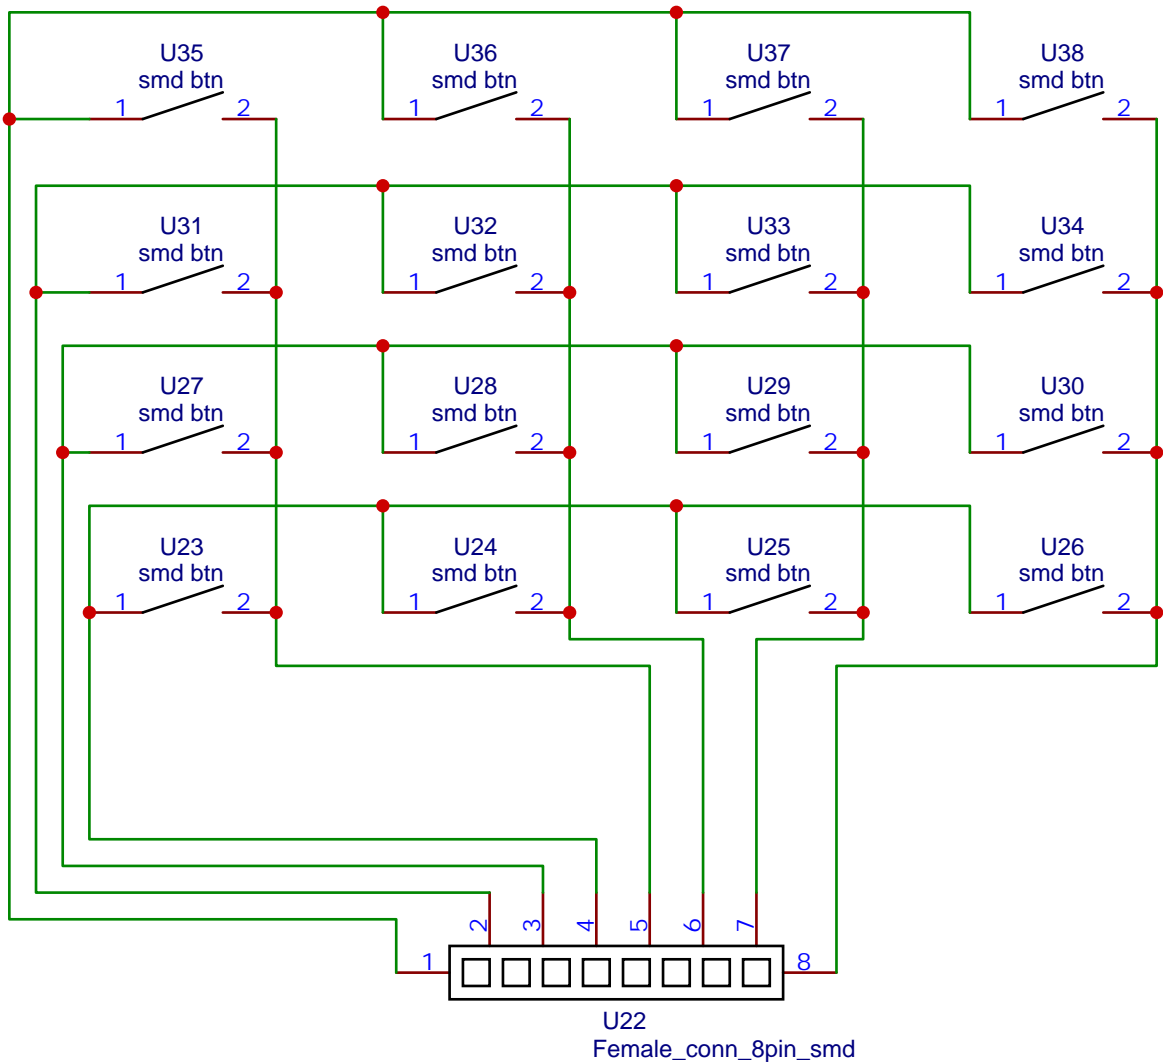 U35 U36 U37 U38
smd btn smd btn smd btn smd btn
1 2 1 2 1 2 1 2
U31 U32 U33 U34
smd btn smd btn smd btn smd btn
1 2 1 2 1 2 1 2
U27 U28 U29 U30
smd btn smd btn smd btn smd btn
1 2 1 2 1 2 1 2
U23 U24 U25 U26
smd btn smd btn smd btn smd btn
1 2 1 2 1 2 1 2
2 3 4 5 6 7
1 8
U22
Female_conn_8pin_smd